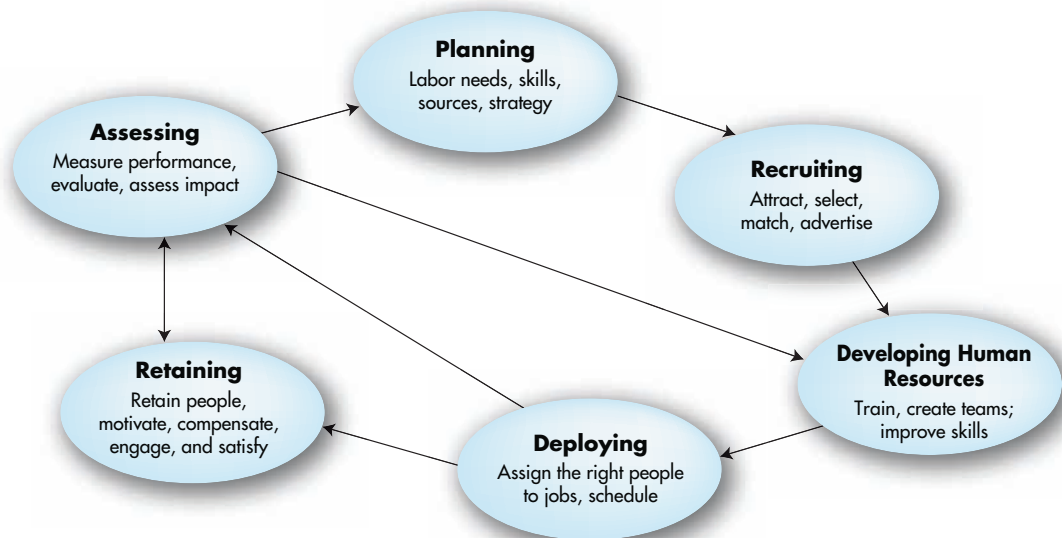 Planning
Labor needs, skills,
sources, strategy
Assessing
Measure performance,
evaluate, assess impact
Recruiting
Attract, select,
match, advertise
Developing Human
Resources
Train, create teams;
improve skills
Deploying
Assign the right people
to jobs, schedule
Retaining
Retain people,
motivate, compensate,
engage, and satisfy